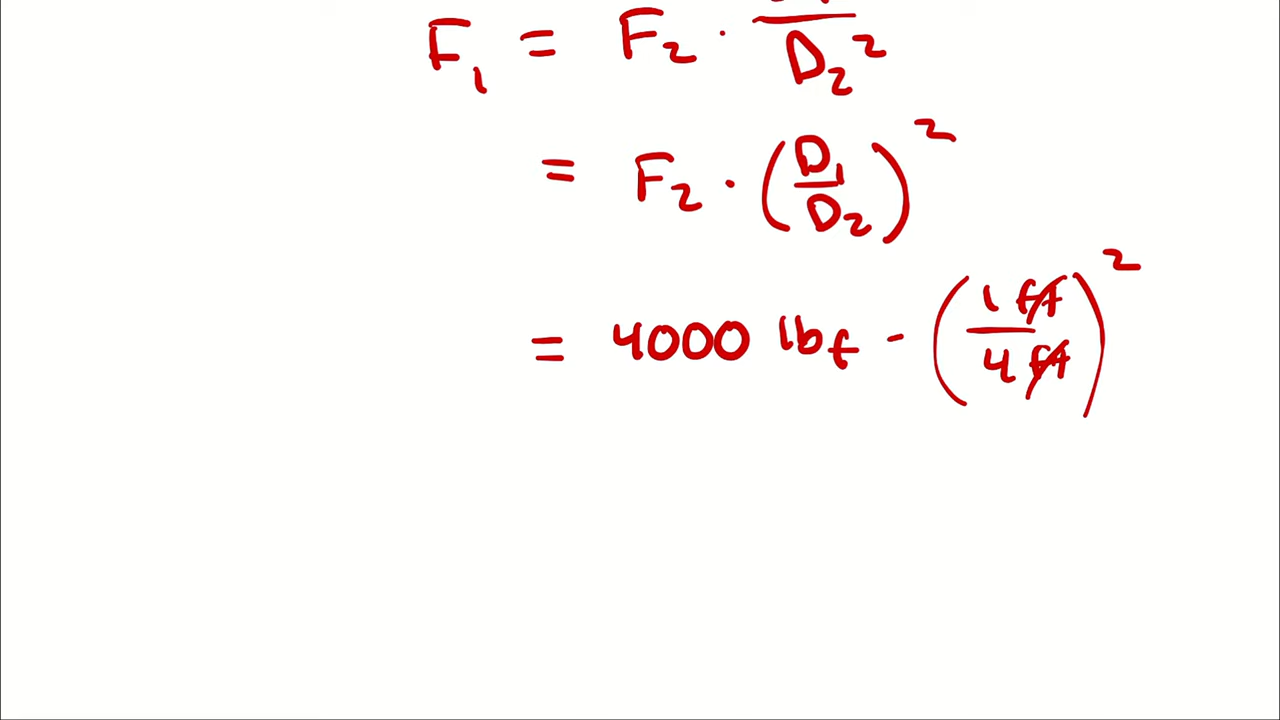 F₁ = F₂ · / D₂²
= F₂ · (D₁/D₂)²
= 4000 lbf - (1 ft/4 ft)²